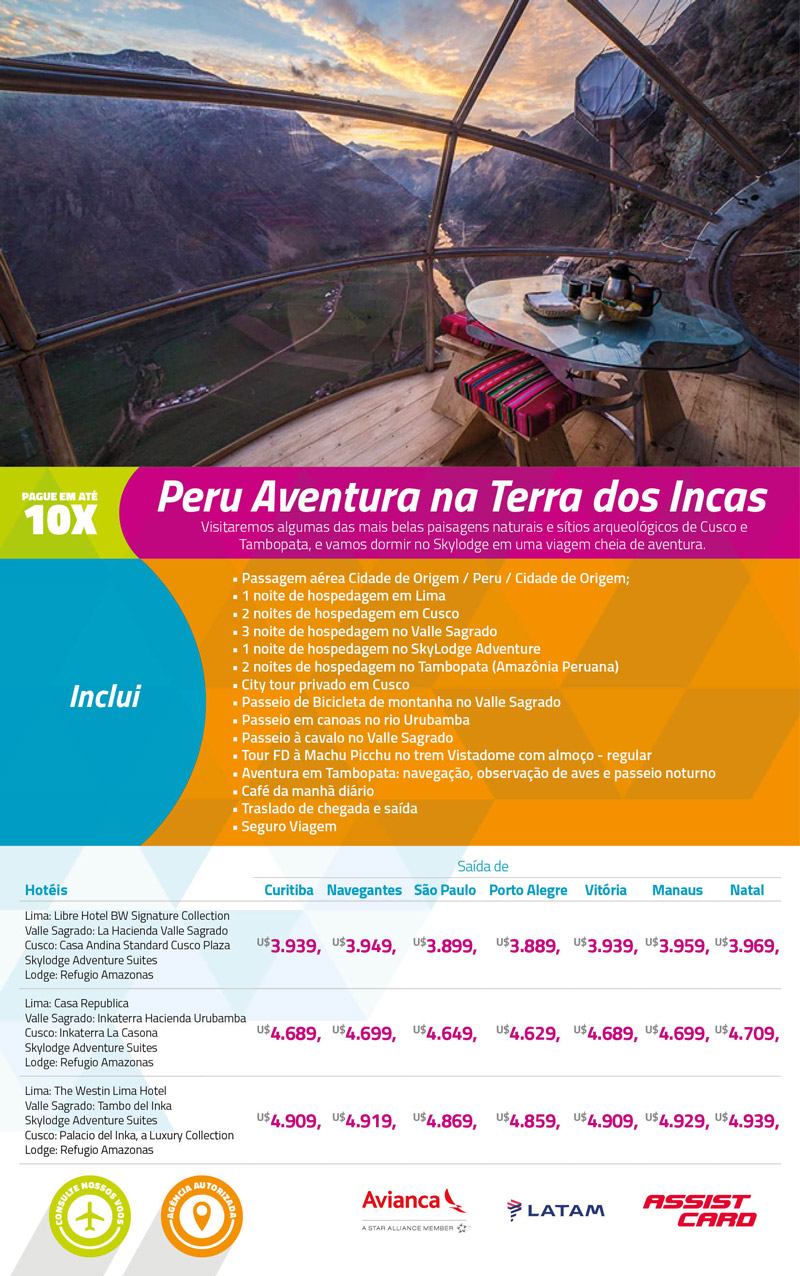 PAGUE EM ATÉ
10X
Peru Aventura na Terra dos Incas
Visitaremos algumas das mais belas paisagens naturais e sítios arqueológicos de Cusco e
Tambopata, e vamos dormir no Skylodge em uma viagem cheia de aventura.
Inclui
• Passagem aérea Cidade de Origem / Peru / Cidade de Origem;
• 1 noite de hospedagem em Lima
• 2 noites de hospedagem em Cusco
• 3 noite de hospedagem no Valle Sagrado
• 1 noite de hospedagem no SkyLodge Adventure
• 2 noites de hospedagem no Tambopata (Amazônia Peruana)
• City tour privado em Cusco
• Passeio de Bicicleta de montanha no Valle Sagrado
• Passeio em canoas no rio Urubamba
• Passeio à cavalo no Valle Sagrado
• Tour FD à Machu Picchu no trem Vistadome com almoço - regular
• Aventura em Tambopata: navegação, observação de aves e passeio noturno
• Café da manhã diário
• Traslado de chegada e saída
• Seguro Viagem
Saída de
Hotéis Curitiba Navegantes São Paulo Porto Alegre Vitória Manaus Natal
Lima: Libre Hotel BW Signature Collection
Valle Sagrado: La Hacienda Valle Sagrado
Cusco: Casa Andina Standard Cusco Plaza
Skylodge Adventure Suites
Lodge: Refugio Amazonas
U$3.939, U$3.949, U$3.899, U$3.889, U$3.939, U$3.959, U$3.969,
Lima: Casa Republica
Valle Sagrado: Inkaterra Hacienda Urubamba
Cusco: Inkaterra La Casona
Skylodge Adventure Suites
Lodge: Refugio Amazonas
U$4.689, U$4.699, U$4.649, U$4.629, U$4.689, U$4.699, U$4.709,
Lima: The Westin Lima Hotel
Valle Sagrado: Tambo del Inka
Skylodge Adventure Suites
Cusco: Palacio del Inka, a Luxury Collection
Lodge: Refugio Amazonas
U$4.909, U$4.919, U$4.869, U$4.859, U$4.909, U$4.929, U$4.939,
CONSULTE NOSSOS VOOS
AGÊNCIA AUTORIZADA
Avianca
A STAR ALLIANCE MEMBER
LATAM
ASSIST
CARD